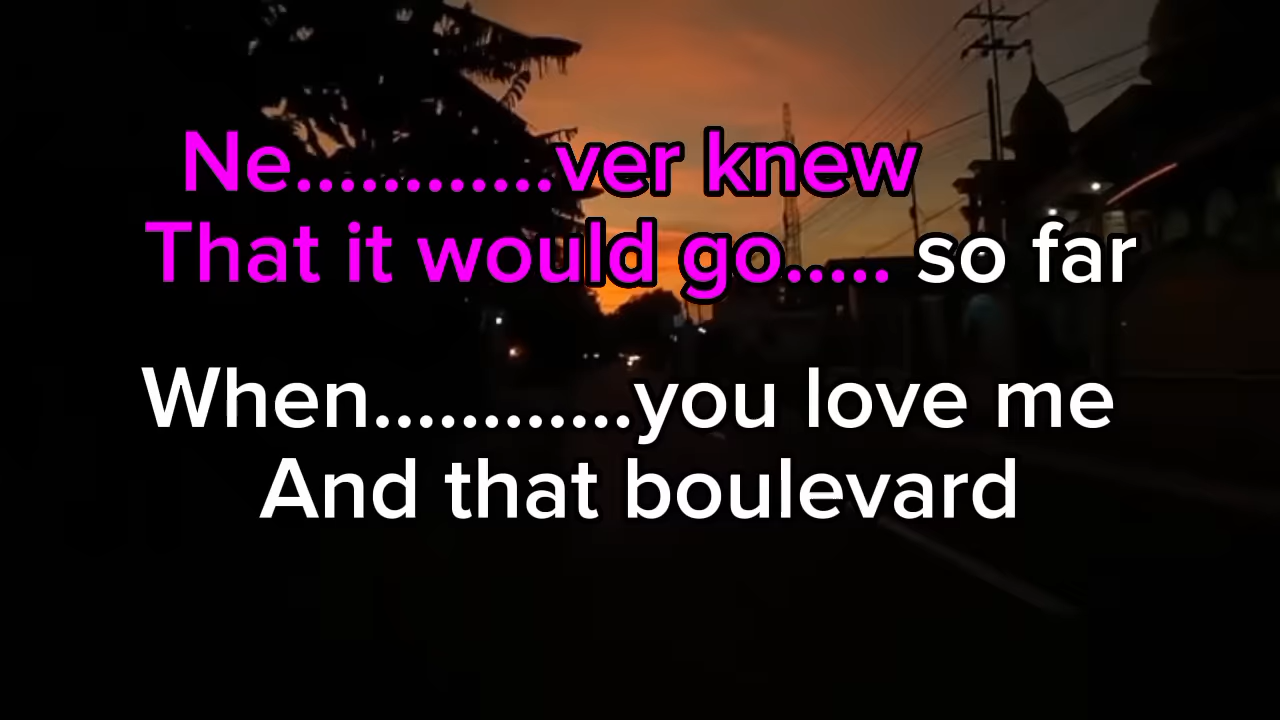 Ne............ver knew
That it would go..... so far
When............you love me
And that boulevard